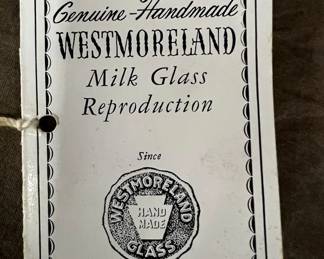 Genuine-Handmade
WESTMORELAND
Milk Glass
Reproduction
Since
WESTMORELAND
HAND
MADE
GLASS